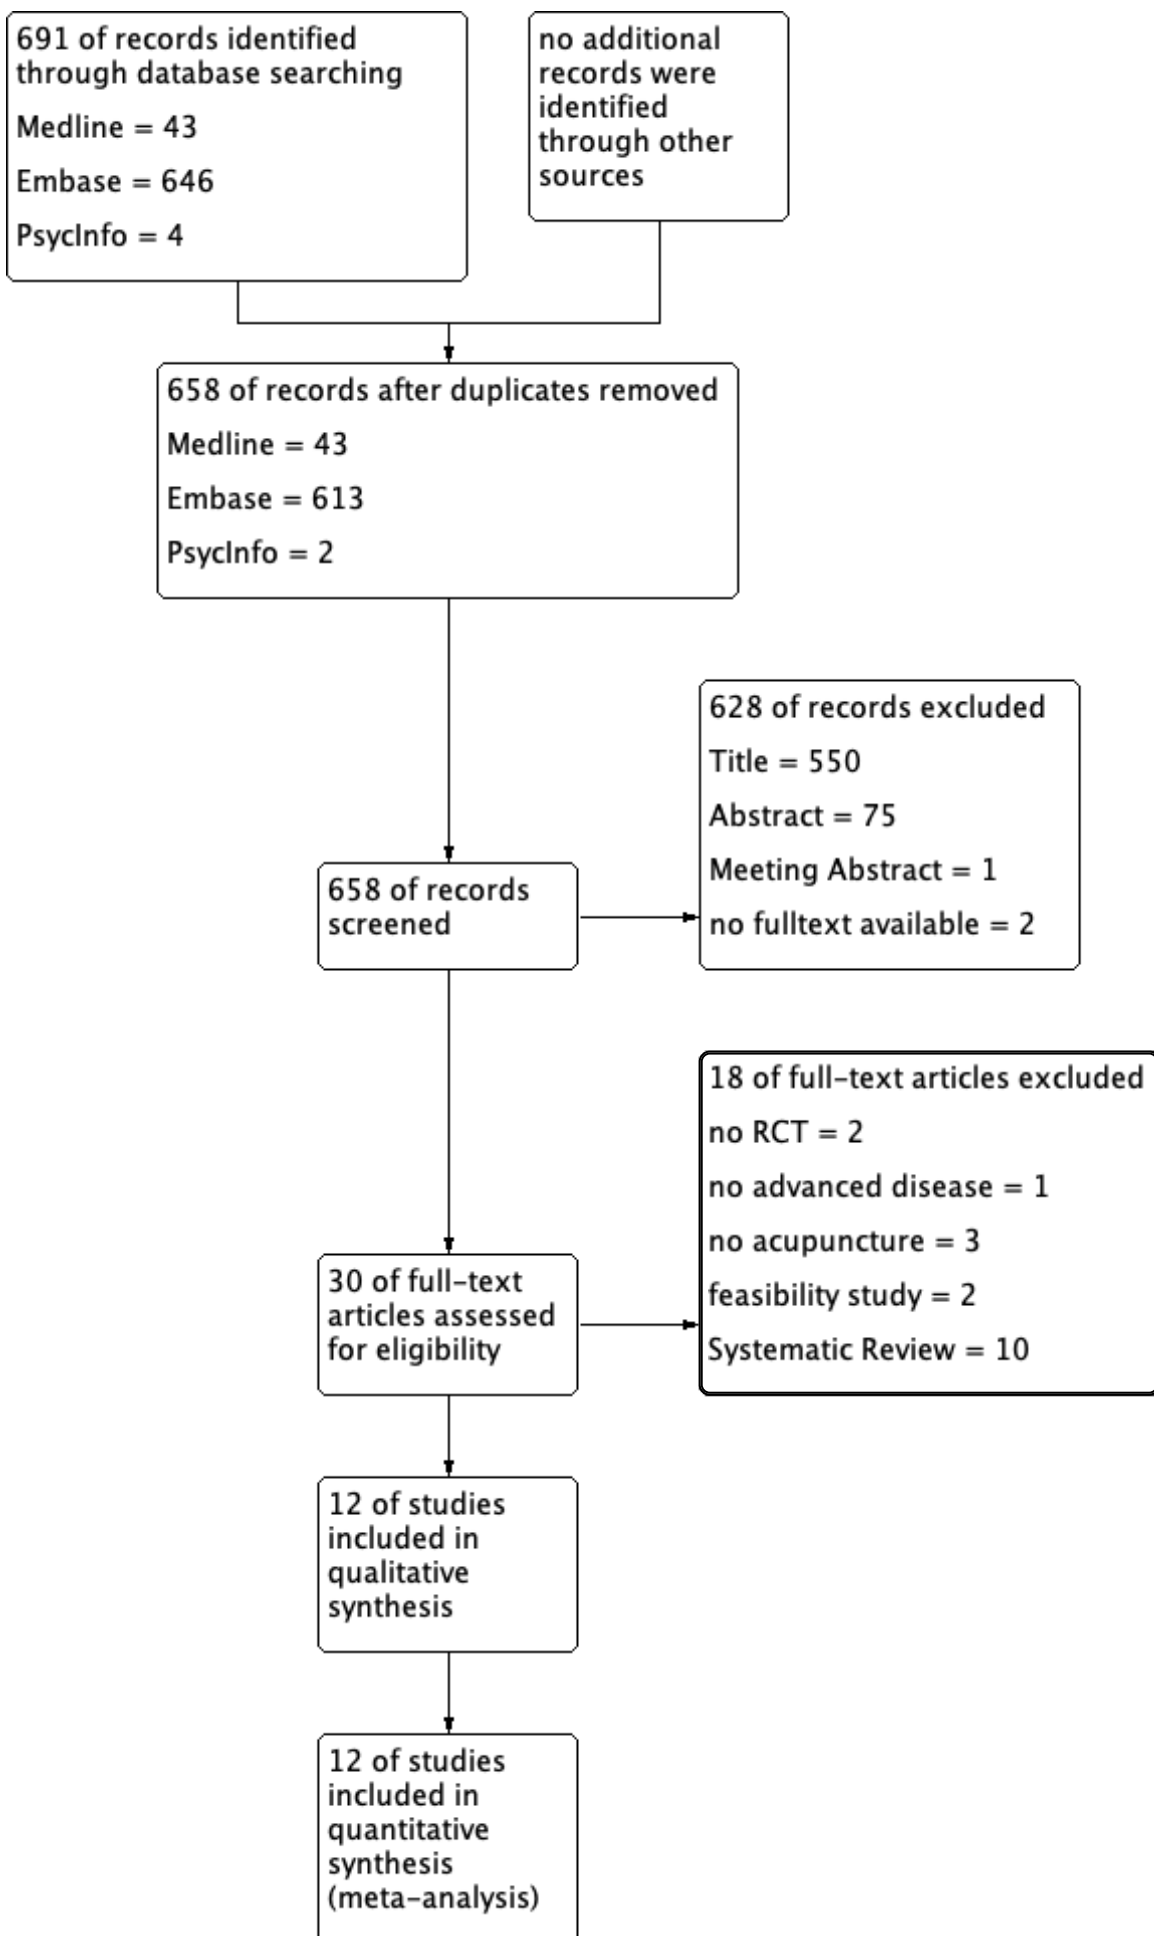 691 of records identified
through database searching
Medline = 43
Embase = 646
PsycInfo = 4
no additional
records were
identified
through other
sources
658 of records after duplicates removed
Medline = 43
Embase = 613
PsycInfo = 2
628 of records excluded
Title = 550
Abstract = 75
Meeting Abstract = 1
no fulltext available = 2
658 of records
screened
18 of full-text articles excluded
no RCT = 2
no advanced disease = 1
no acupuncture = 3
feasibility study = 2
Systematic Review = 10
30 of full-text
articles assessed
for eligibility
12 of studies
included in
qualitative
synthesis
12 of studies
included in
quantitative
synthesis
(meta-analysis)